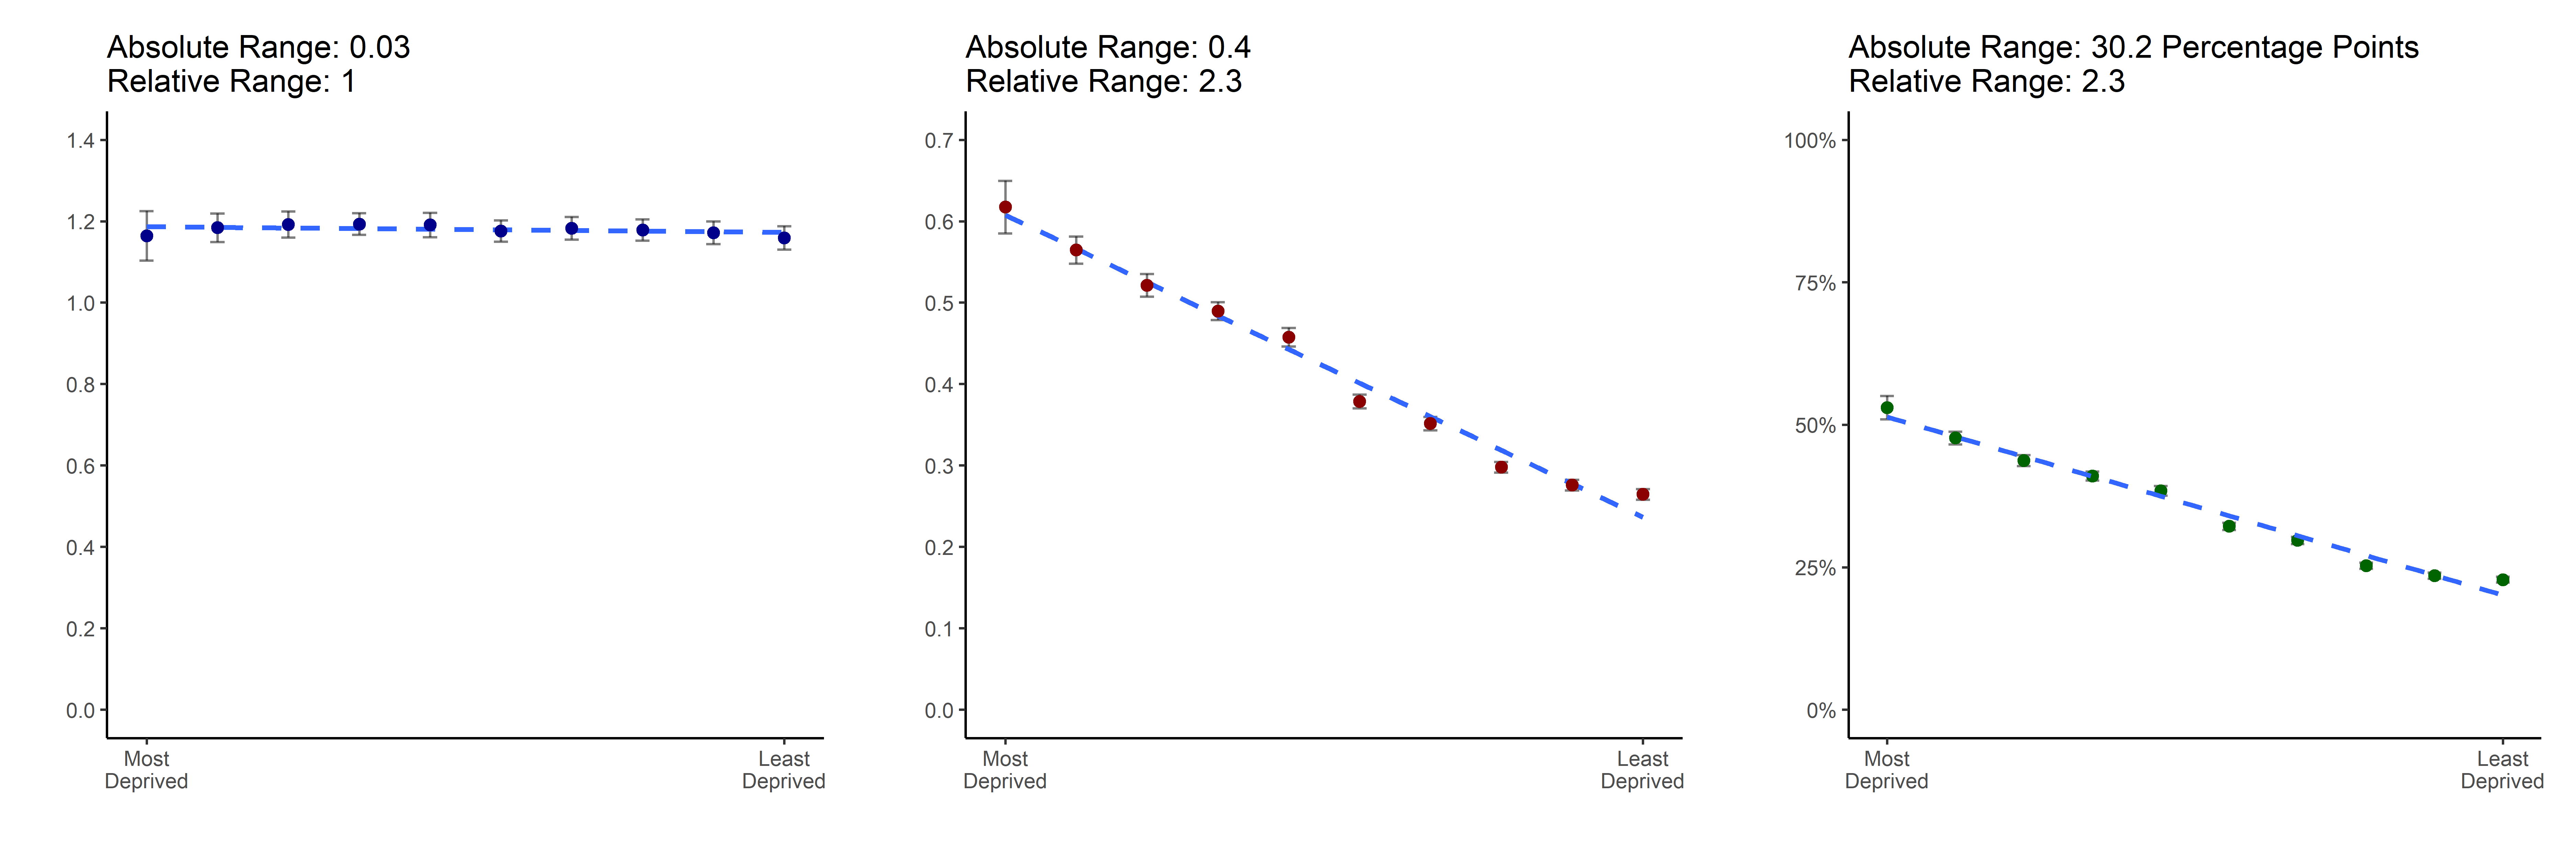 Absolute Range: 0.03
Relative Range: 1
1.4
1.2
1.0
0.8
0.6
0.4
0.2
0.0
Most
Deprived
Least
Deprived
Absolute Range: 0.4
Relative Range: 2.3
0.7
0.6
0.5
0.4
0.3
0.2
0.1
0.0
Most
Deprived
Least
Deprived
Absolute Range: 30.2 Percentage Points
Relative Range: 2.3
100%
75%
50%
25%
0%
Most
Deprived
Least
Deprived